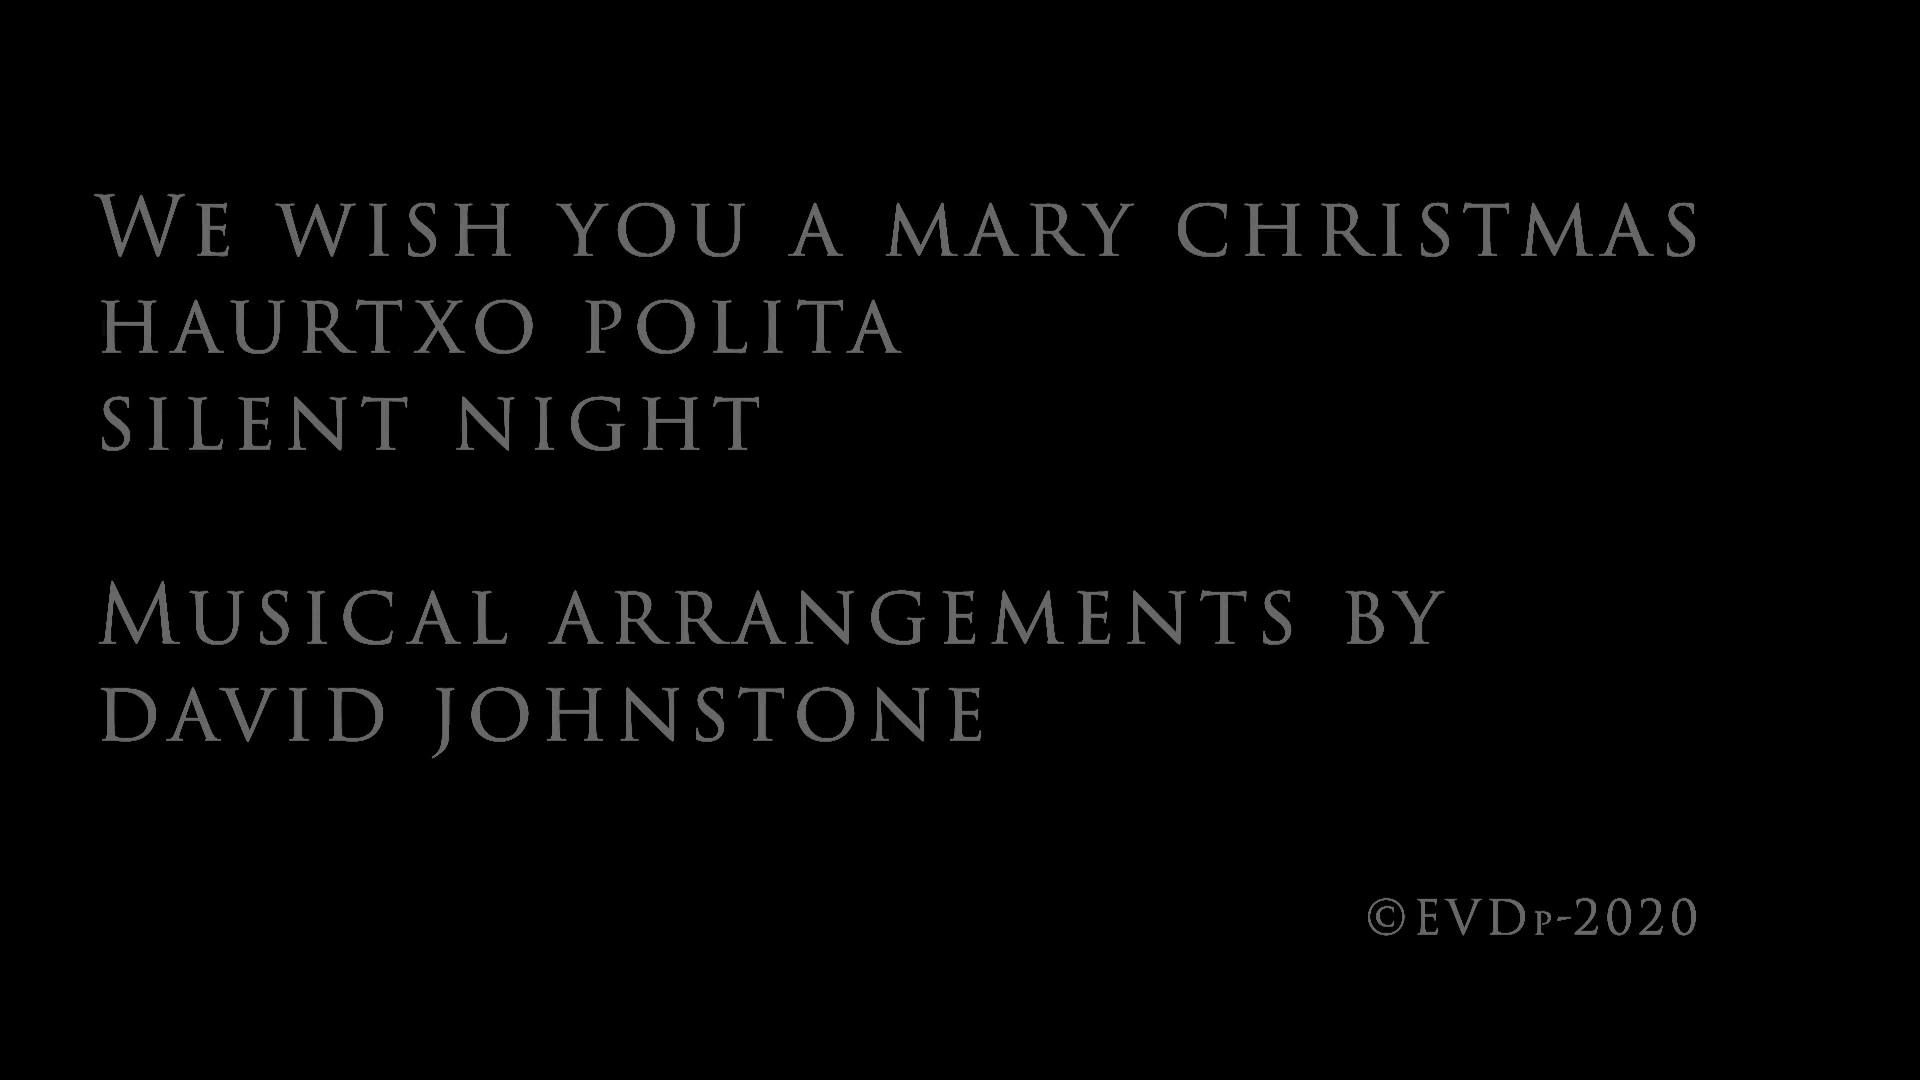 We wish you a mary christmas
haurtxo polita
silent night
Musical arrangements by
david johnstone
©EVDp-2020